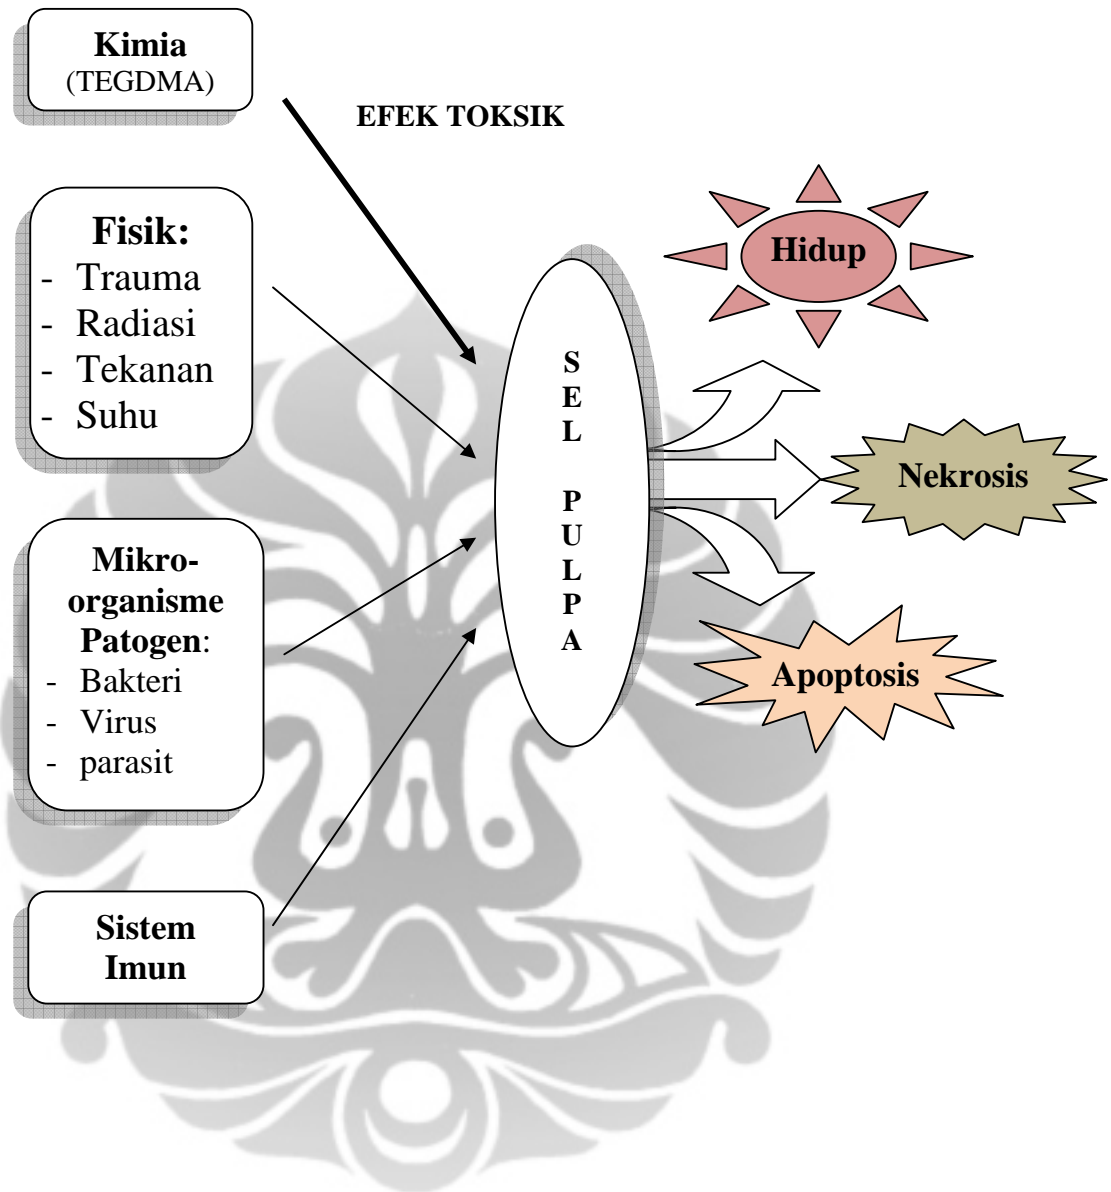 Kimia
(TEGDMA)
EFEK TOKSIK
Fisik:
- Trauma
- Radiasi
- Tekanan
- Suhu
Mikro-
organisme
Patogen:
- Bakteri
- Virus
- parasit
Sistem
Imun
S
E
L
P
U
L
P
A
Hidup
Nekrosis
Apoptosis